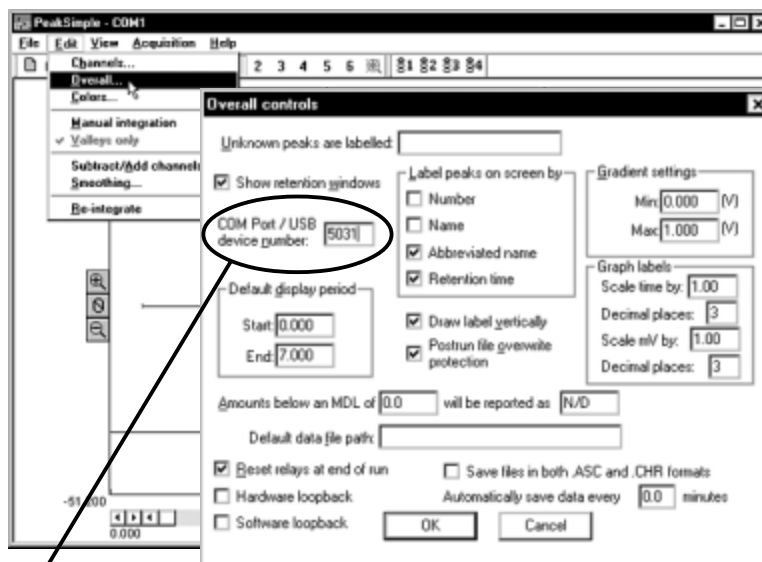 PeakSimple - COM1
File Edit View Acquisition Help
2 3 4 5 6 1 2 3 4
Channels...
Overall...
Colors...
Manual integration
Valleys only
Subtract/Add channels
Smoothing...
Re-integrate
-51.200
0.000
Overall controls
Unknown peaks are labelled:
Show retention windows
COM Port / USB
device number: 5031
Default display period
Start: 0.000
End: 7.000
Label peaks on screen by
Number
Name
Abbreviated name
Retention time
Draw label vertically
Postrun file overwrite
protection
Gradient settings
Min: 0.000 (V)
Max: 1.000 (V)
Graph labels
Scale time by: 1.00
Decimal places: 3
Scale mV by: 1.00
Decimal places: 3
Amounts below an MDL of 0.0 will be reported as N/D
Default data file path:
Reset relays at end of run
Save files in both .ASC and .CHR formats
Hardware loopback
Automatically save data every 0.0 minutes
Software loopback
OK Cancel